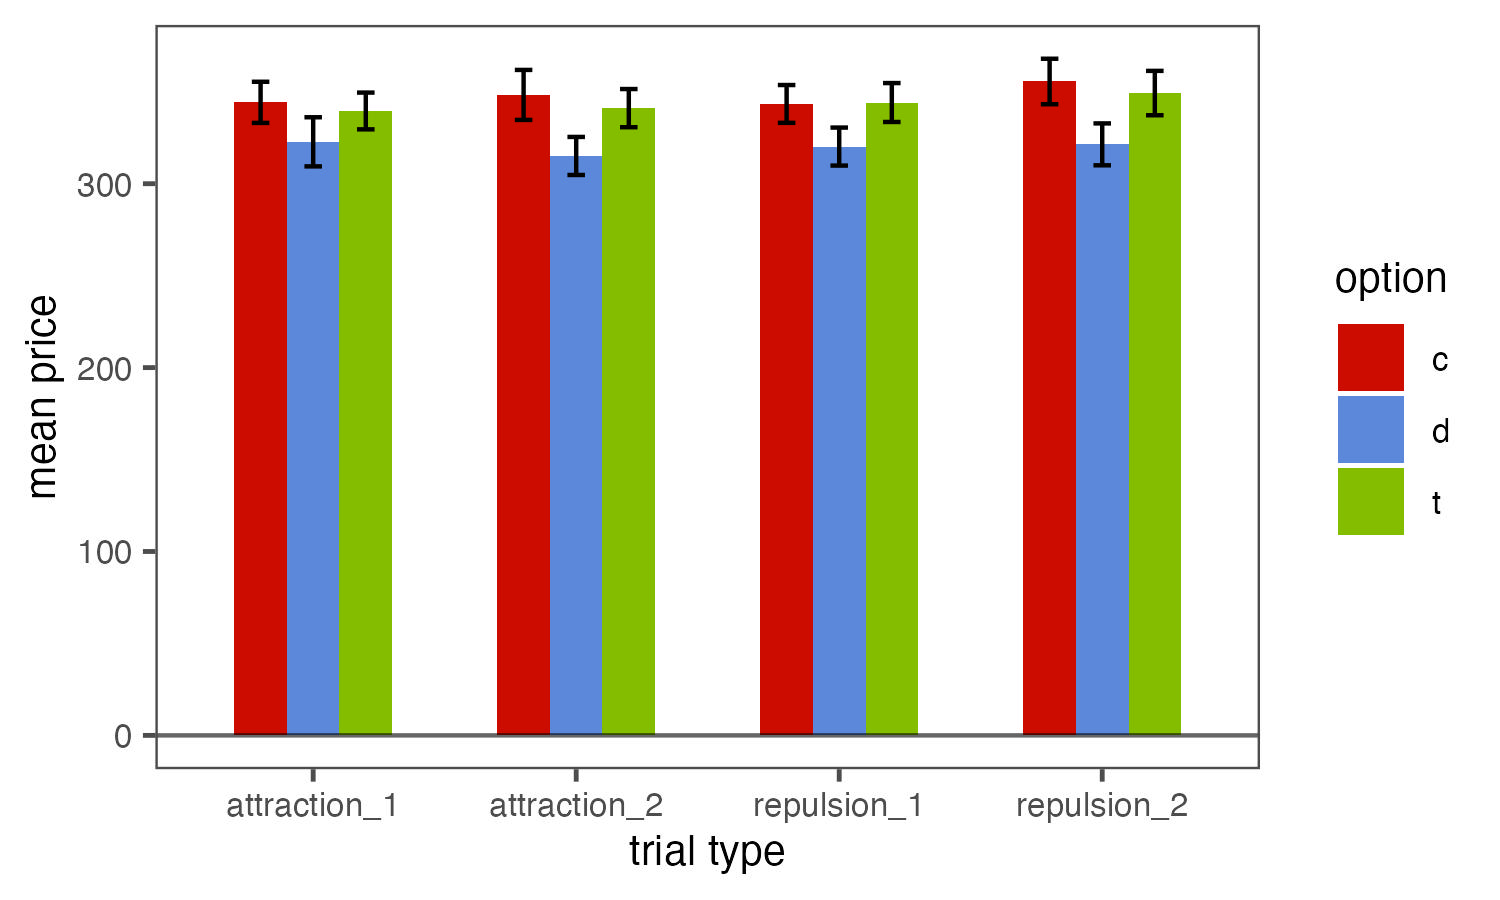 mean price
300
200
100
0
attraction_1
attraction_2
repulsion_1
repulsion_2
trial type
option
c
d
t